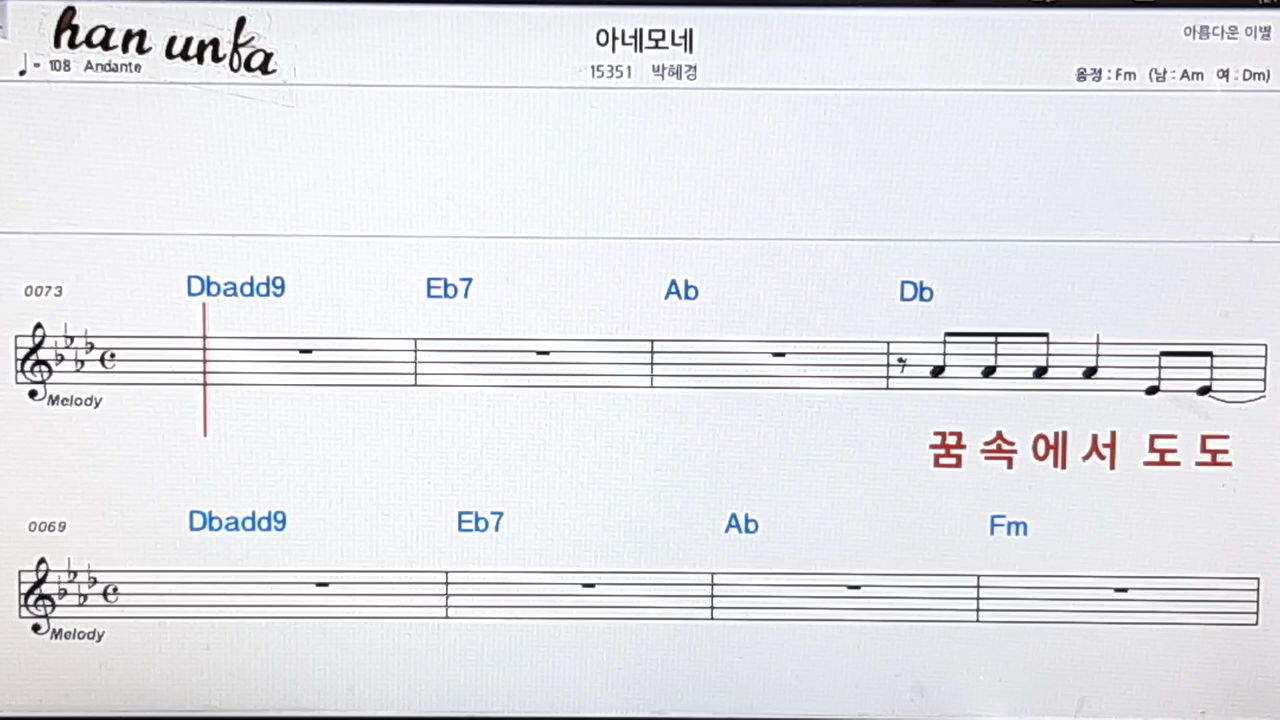 han unfa
아네모네
아름다운 이별
♩= 108 Andante
15351 박혜경
음정 : Fm (남 : Am 여 : Dm)
0073 Dbadd9 Eb7 Ab Db
Melody
꿈 속 에 서 도 도
0069 Dbadd9 Eb7 Ab Fm
Melody